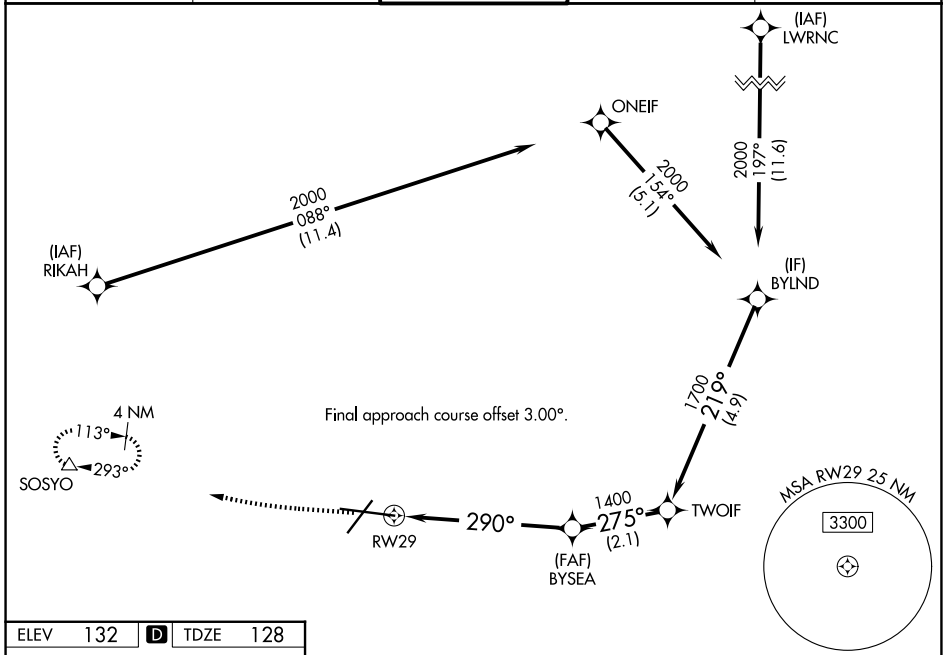 (IAF)
LWRNC
ONEIF
2000
197°
(11.6)
2000
154°
(5.1)
2000
088°
(11.4)
(IAF)
RIKAH
(IF)
BYLND
1700
219°
(4.9)
4 NM
113°
293°
SOSYO
Final approach course offset 3.00°.
MSA RW29 25 NM
3300
1400
275°
(2.1)
TWOIF
290°
RW29
(FAF)
BYSEA
ELEV 132 D TDZE 128